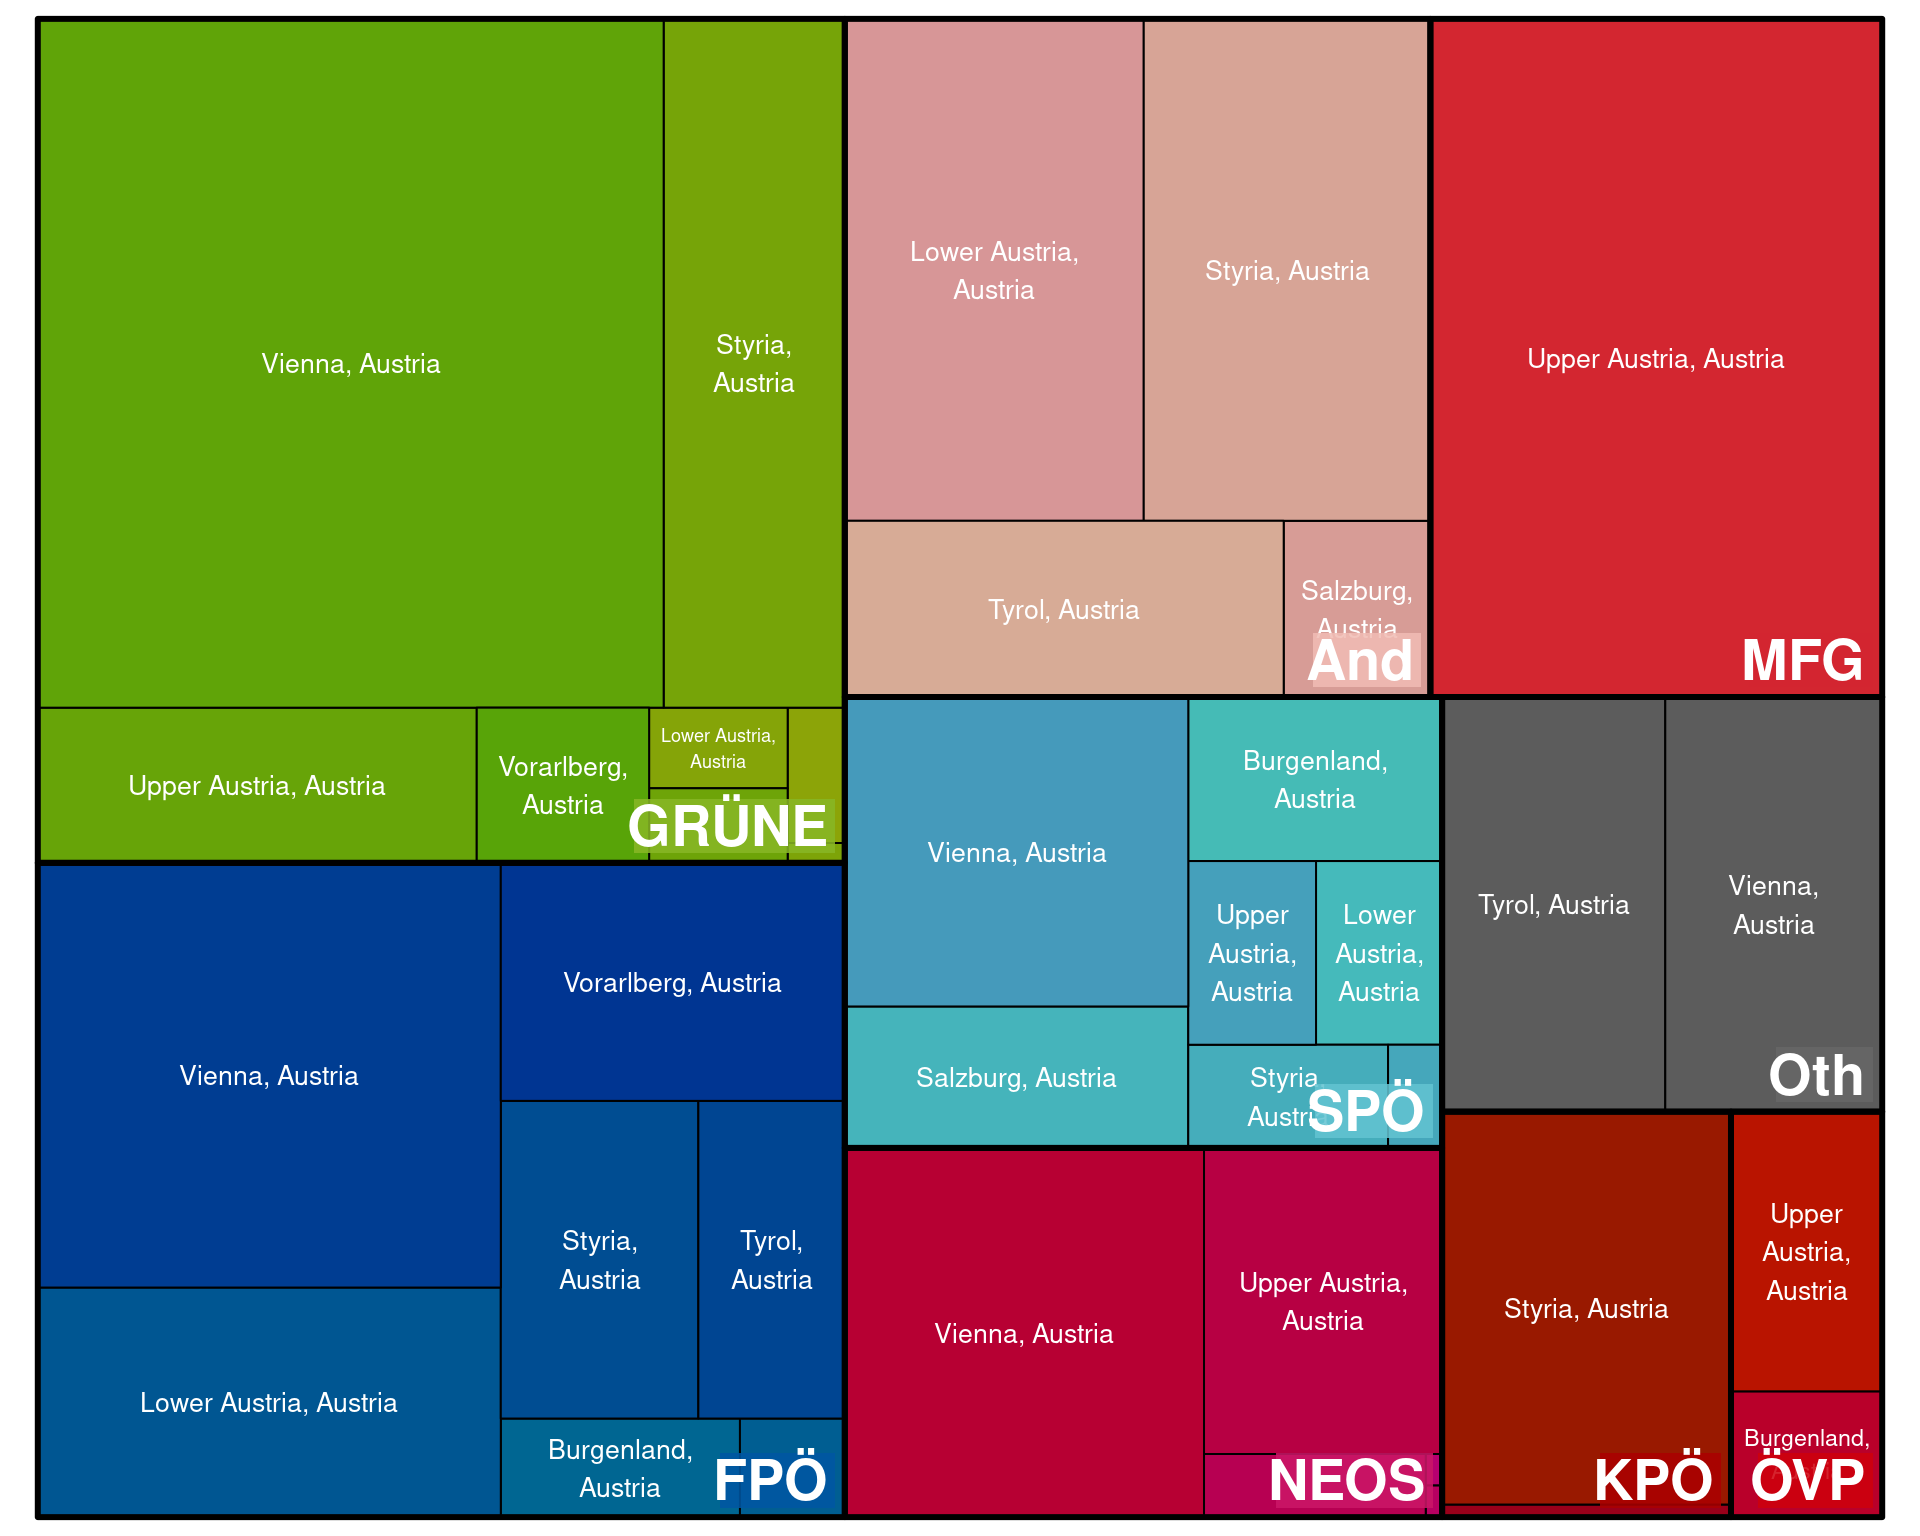 Vienna, Austria
Styria,
Austria
Upper Austria, Austria
Vorarlberg,
Austria
Lower Austria,
Austria
GRÜNE
Lower Austria,
Austria
Styria, Austria
Tyrol, Austria
Salzburg,
Austria
And
Upper Austria, Austria
MFG
Vienna, Austria
Vorarlberg, Austria
Styria,
Austria
Tyrol,
Austria
Lower Austria, Austria
Burgenland,
Austria
FPÖ
Vienna, Austria
Burgenland,
Austria
Upper
Austria,
Austria
Lower
Austria,
Austria
Salzburg, Austria
Styria,
Austria
SPÖ
Tyrol, Austria
Vienna,
Austria
Oth
Vienna, Austria
Upper Austria,
Austria
NEOS
Styria, Austria
KPÖ
Upper
Austria,
Austria
Burgenland,
ÖVP